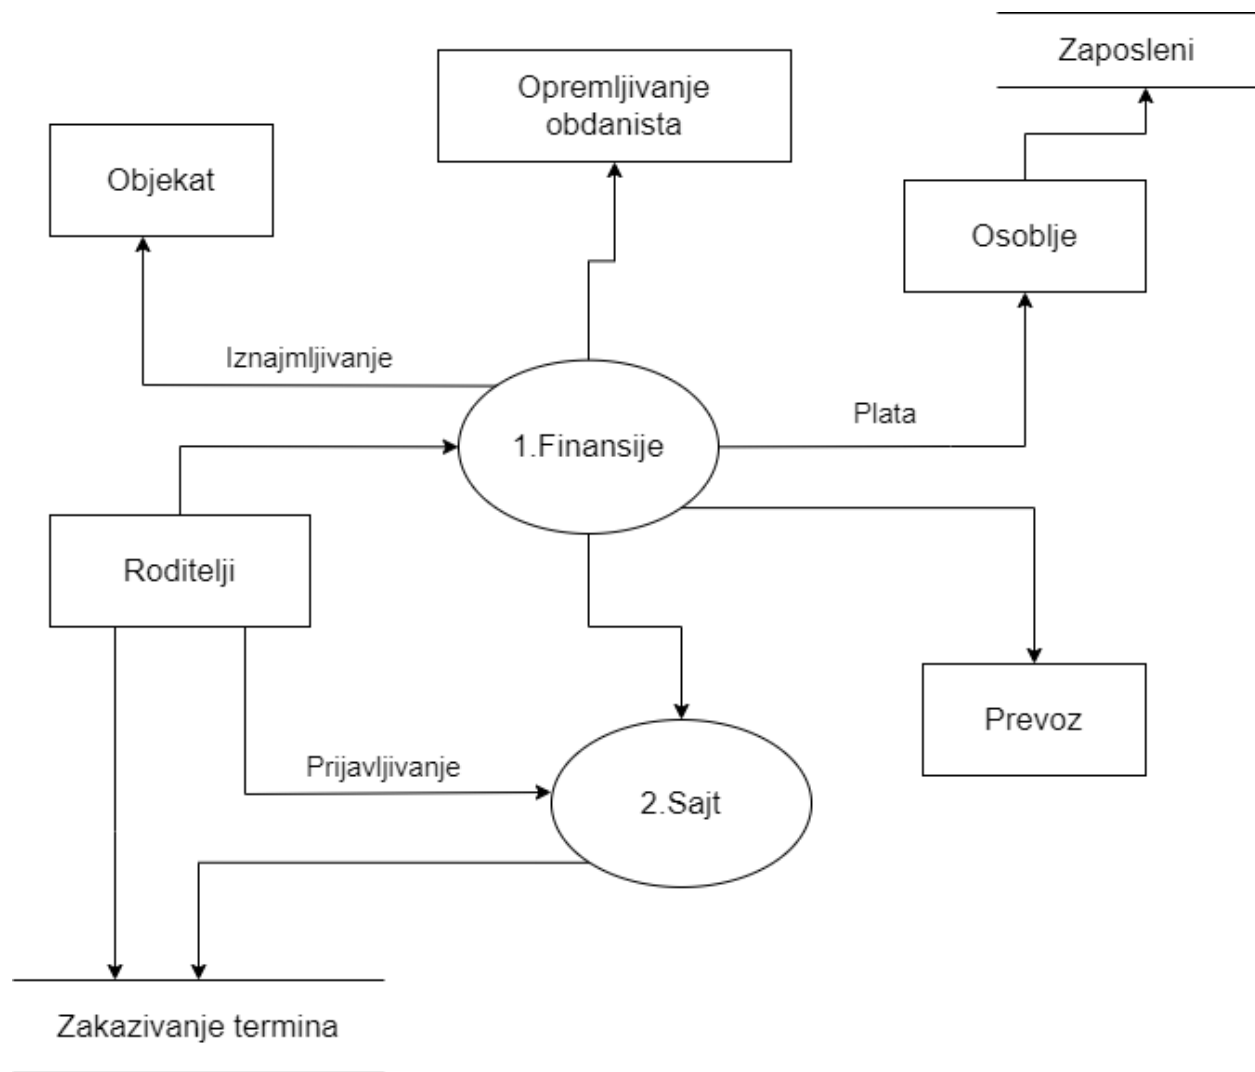 Zaposleni
Opremljivanje
obdanista
Objekat
Osoblje
Iznajmljivanje
Plata
1.Finansije
Roditelji
Prevoz
Prijavljivanje
2.Sajt
Zakazivanje termina